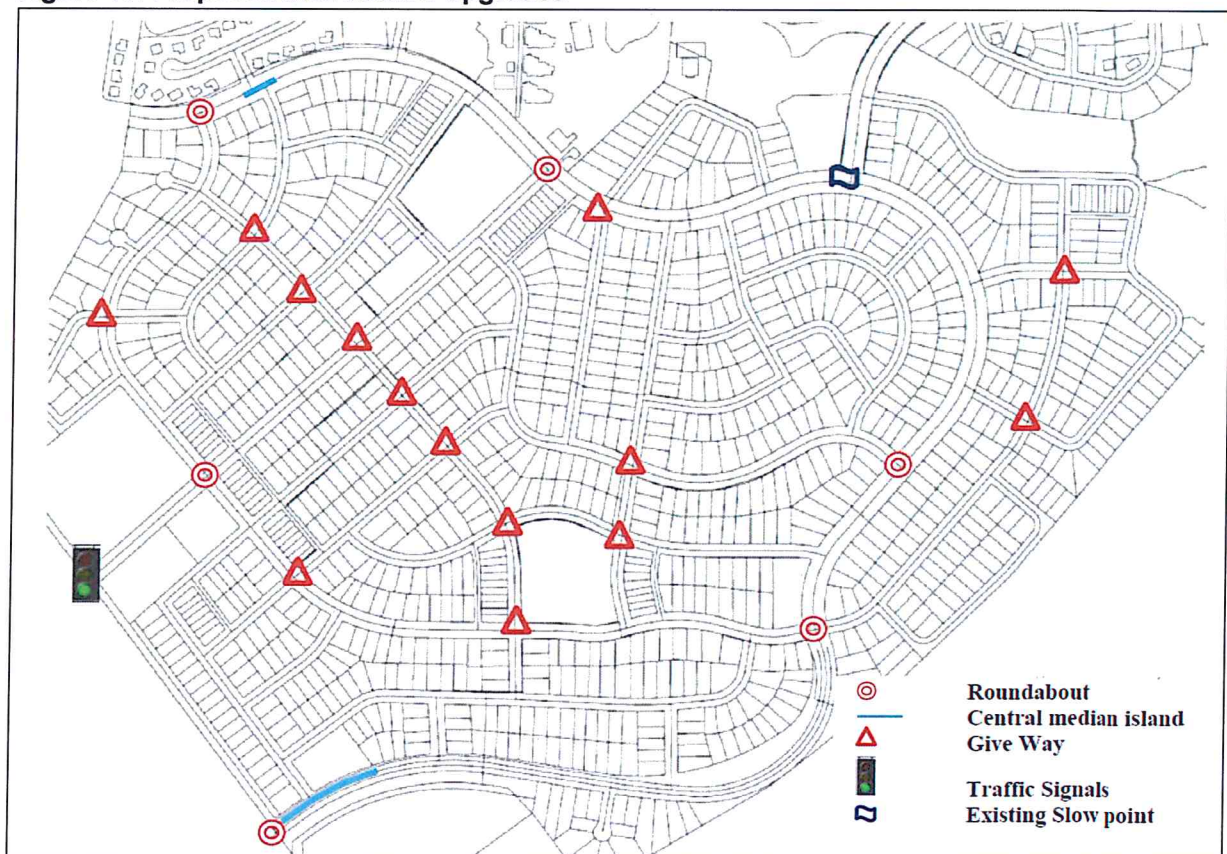 Roundabout
Central median island
Give Way
Traffic Signals
Existing Slow point